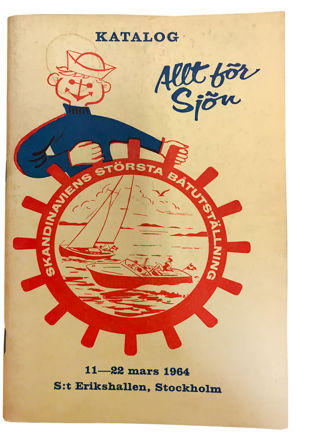 KATALOG
Allt för
Sjön
SKANDINAVIENS STÖRSTA BÅTUTSTÄLLNING
11—22 mars 1964
S:t Erikshallen, Stockholm